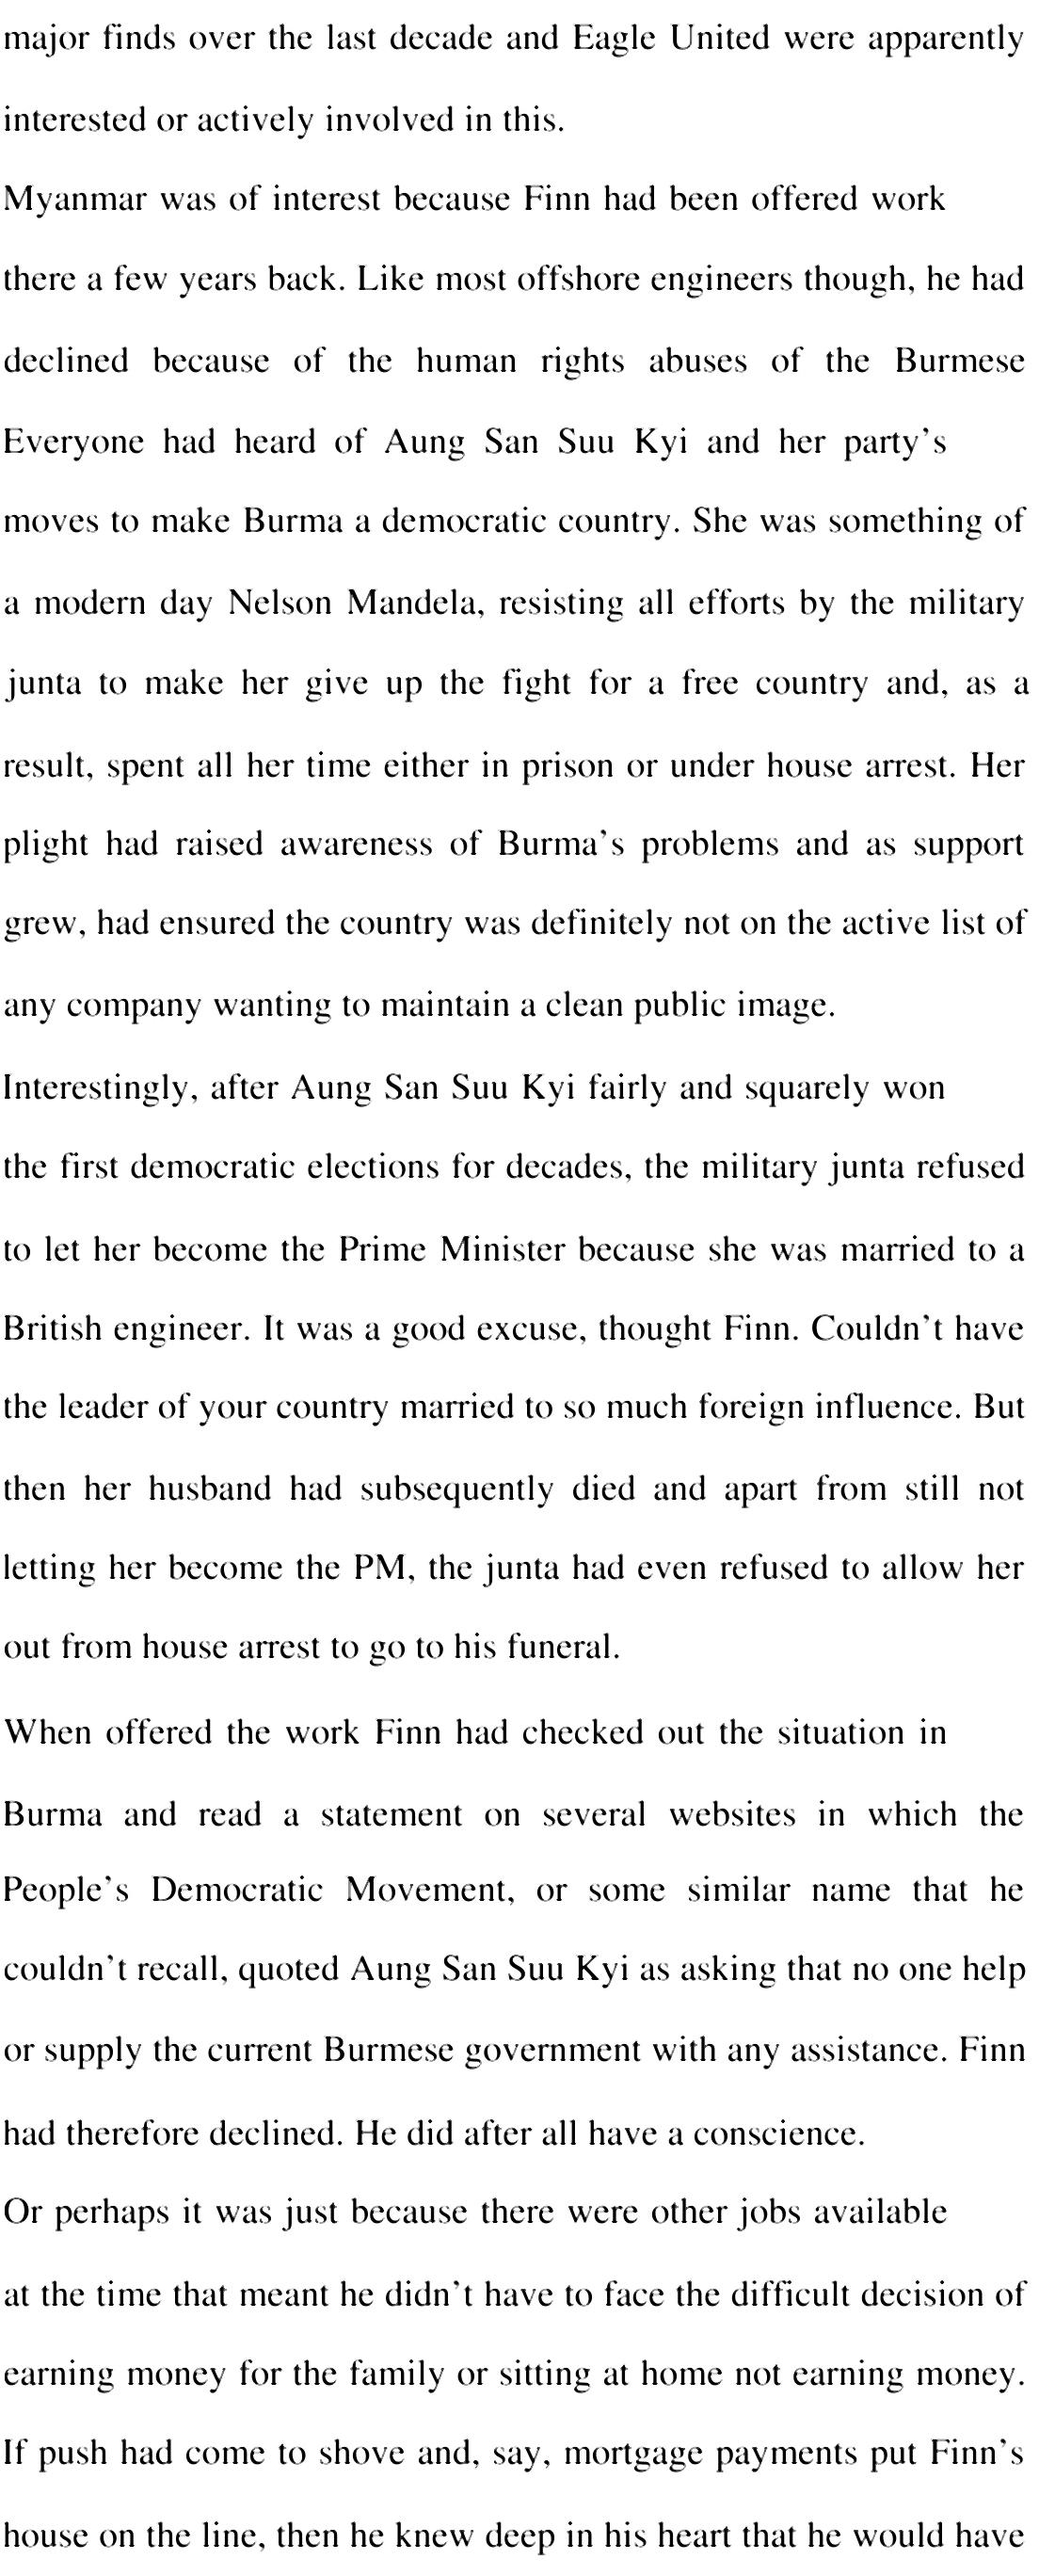 major finds over the last decade and Eagle United were apparently
interested or actively involved in this.
Myanmar was of interest because Finn had been offered work
there a few years back. Like most offshore engineers though, he had
declined because of the human rights abuses of the Burmese
Everyone had heard of Aung San Suu Kyi and her party’s
moves to make Burma a democratic country. She was something of
a modern day Nelson Mandela, resisting all efforts by the military
junta to make her give up the fight for a free country and, as a
result, spent all her time either in prison or under house arrest. Her
plight had raised awareness of Burma’s problems and as support
grew, had ensured the country was definitely not on the active list of
any company wanting to maintain a clean public image.
Interestingly, after Aung San Suu Kyi fairly and squarely won
the first democratic elections for decades, the military junta refused
to let her become the Prime Minister because she was married to a
British engineer. It was a good excuse, thought Finn. Couldn’t have
the leader of your country married to so much foreign influence. But
then her husband had subsequently died and apart from still not
letting her become the PM, the junta had even refused to allow her
out from house arrest to go to his funeral.
When offered the work Finn had checked out the situation in
Burma and read a statement on several websites in which the
People’s Democratic Movement, or some similar name that he
couldn’t recall, quoted Aung San Suu Kyi as asking that no one help
or supply the current Burmese government with any assistance. Finn
had therefore declined. He did after all have a conscience.
Or perhaps it was just because there were other jobs available
at the time that meant he didn’t have to face the difficult decision of
earning money for the family or sitting at home not earning money.
If push had come to shove and, say, mortgage payments put Finn’s
house on the line, then he knew deep in his heart that he would have